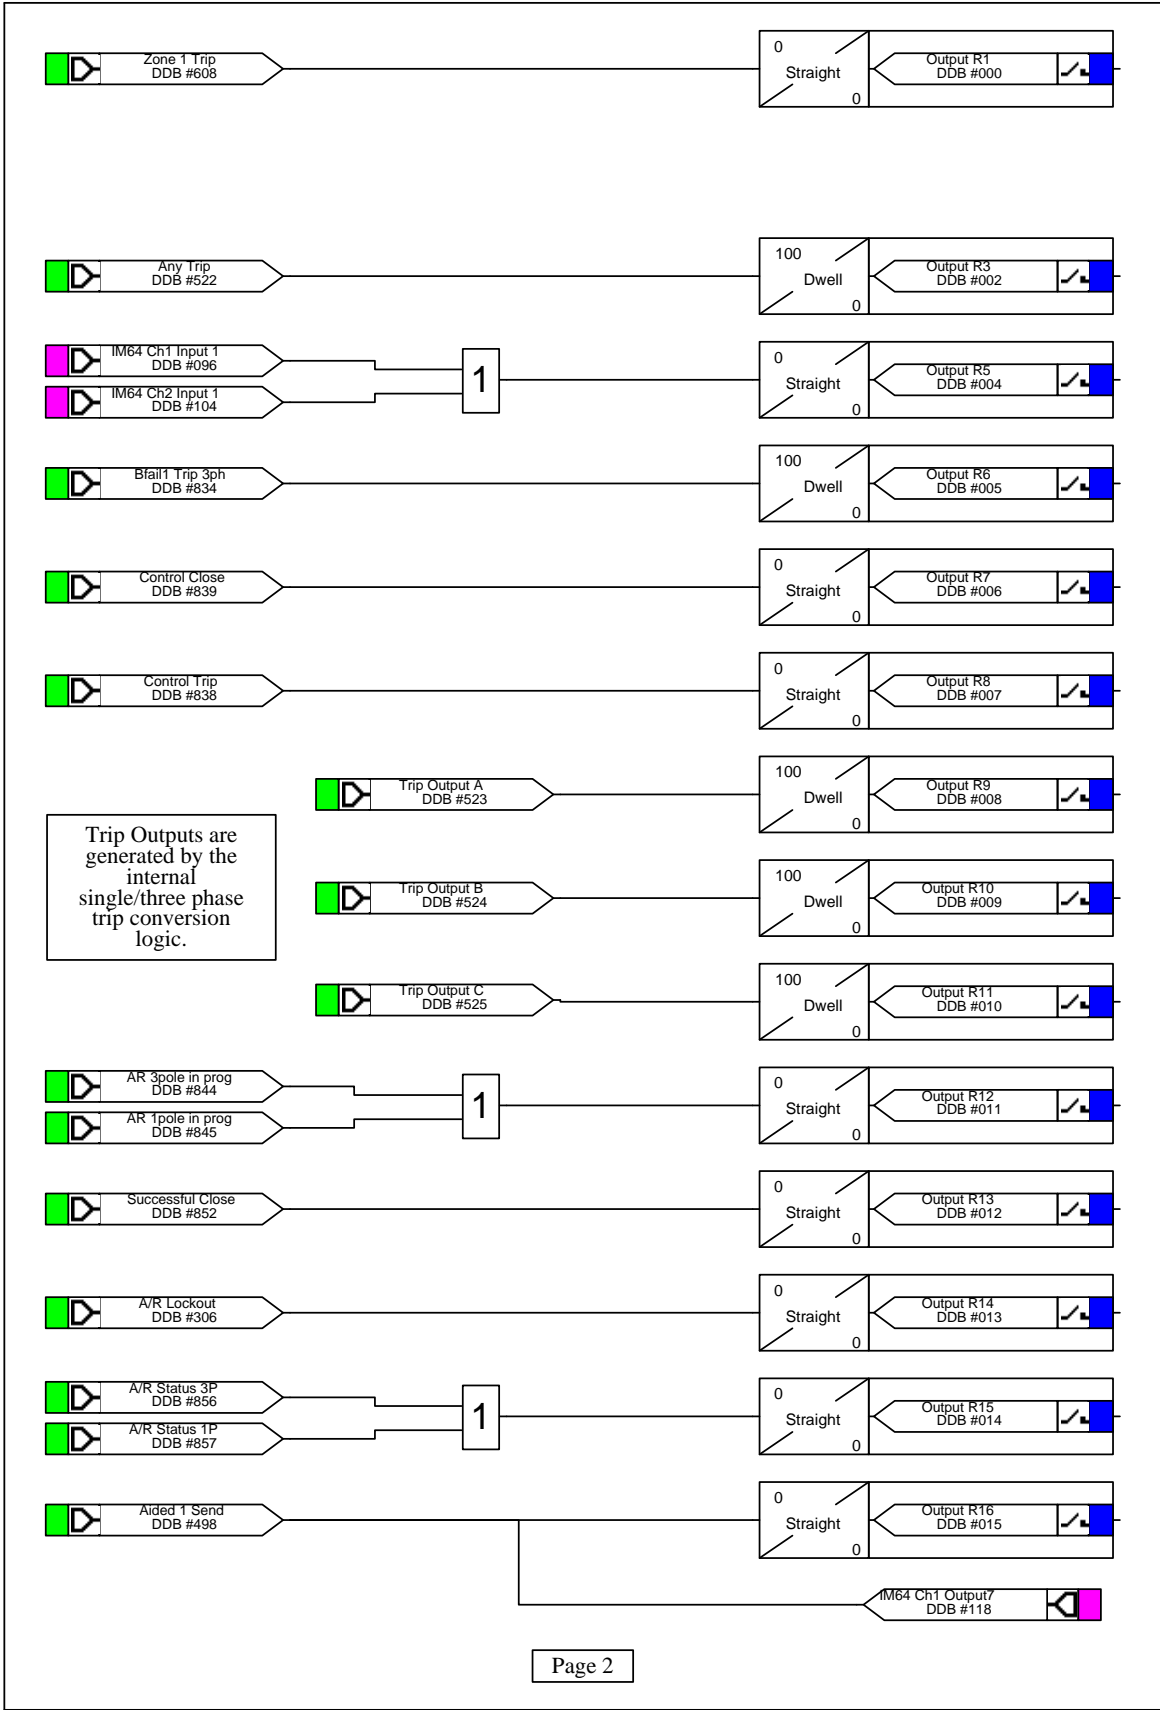 Zone 1 Trip
DDB #608
0
Straight
0
Output R1
DDB #000
Any Trip
DDB #522
100
Dwell
0
Output R3
DDB #002
IM64 Ch1 Input 1
DDB #096
IM64 Ch2 Input 1
DDB #104
1
0
Straight
0
Output R5
DDB #004
Bfail1 Trip 3ph
DDB #834
100
Dwell
0
Output R6
DDB #005
Control Close
DDB #839
0
Straight
0
Output R7
DDB #006
Control Trip
DDB #838
0
Straight
0
Output R8
DDB #007
Trip Output A
DDB #523
100
Dwell
0
Output R9
DDB #008
Trip Outputs are
generated by the
internal
single/three phase
trip conversion
logic.
Trip Output B
DDB #524
100
Dwell
0
Output R10
DDB #009
Trip Output C
DDB #525
100
Dwell
0
Output R11
DDB #010
AR 3pole in prog
DDB #844
AR 1pole in prog
DDB #845
1
0
Straight
0
Output R12
DDB #011
Successful Close
DDB #852
0
Straight
0
Output R13
DDB #012
A/R Lockout
DDB #306
0
Straight
0
Output R14
DDB #013
A/R Status 3P
DDB #856
A/R Status 1P
DDB #857
1
0
Straight
0
Output R15
DDB #014
Aided 1 Send
DDB #498
0
Straight
0
Output R16
DDB #015
IM64 Ch1 Output7
DDB #118
Page 2